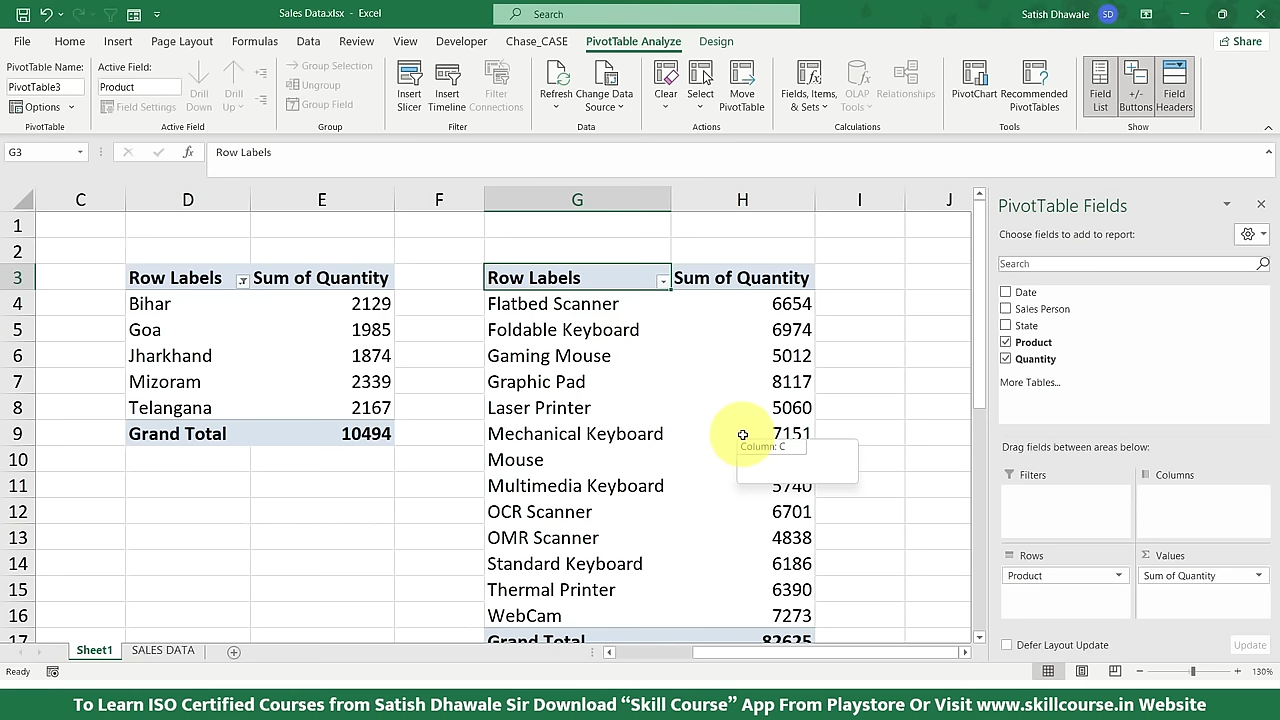 Sales Data.xlsx - Excel
Search
Satish Dhawale SD
File Home Insert Page Layout Formulas Data Review View Developer Chase_CASE PivotTable Analyze Design Share
PivotTable Name:
PivotTable3
Options
PivotTable
Active Field:
Product
Field Settings
Drill Down
Drill Up
Active Field
Group Selection
Ungroup
Group Field
Group
Insert Slicer
Insert Timeline
Filter Connections
Filter
Refresh
Change Data Source
Data
Clear
Select
Move PivotTable
Actions
Fields, Items, & Sets
OLAP Tools
Relationships
Calculations
PivotChart
Recommended PivotTables
Tools
Field List
+/- Buttons
Field Headers
Show
G3 fx Row Labels
C D E F G H I J
1
2
3 Row Labels Sum of Quantity Row Labels Sum of Quantity
4 Bihar 2129 Flatbed Scanner 6654
5 Goa 1985 Foldable Keyboard 6974
6 Jharkhand 1874 Gaming Mouse 5012
7 Mizoram 2339 Graphic Pad 8117
8 Telangana 2167 Laser Printer 5060
9 Grand Total 10494 Mechanical Keyboard 7151
Column: C
10 Mouse
11 Multimedia Keyboard 5740
12 OCR Scanner 6701
13 OMR Scanner 4838
14 Standard Keyboard 6186
15 Thermal Printer 6390
16 WebCam 7273
17 Grand Total 82625
Sheet1 SALES DATA
Ready
130%
PivotTable Fields
Choose fields to add to report:
Search
Date
Sales Person
State
Product
Quantity
More Tables...
Drag fields between areas below:
Filters Columns
Rows Σ Values
Product Sum of Quantity
Defer Layout Update Update
To Learn ISO Certified Courses from Satish Dhawale Sir Download “Skill Course” App From Playstore Or Visit www.skillcourse.in Website